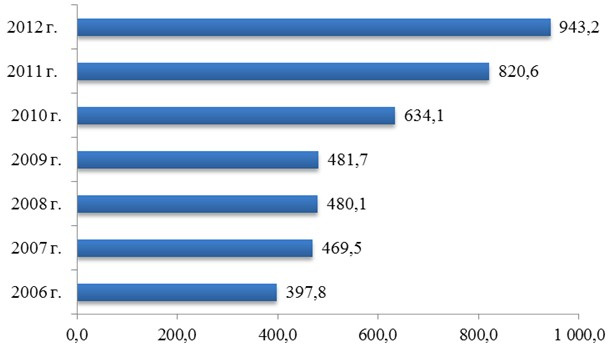 2012 г. 943,2
2011 г. 820,6
2010 г. 634,1
2009 г. 481,7
2008 г. 480,1
2007 г. 469,5
2006 г. 397,8
0,0 200,0 400,0 600,0 800,0 1 000,0